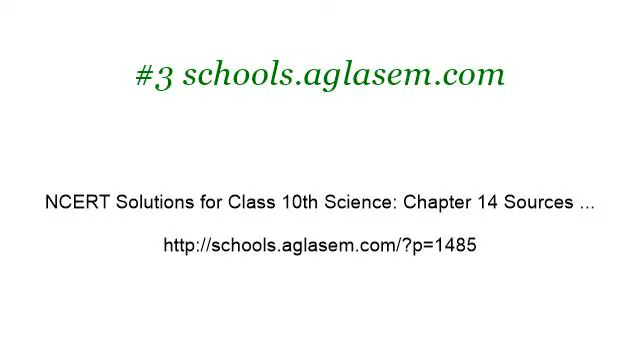 #3 schools.aglasem.com
NCERT Solutions for Class 10th Science: Chapter 14 Sources ...
http://schools.aglasem.com/?p=1485